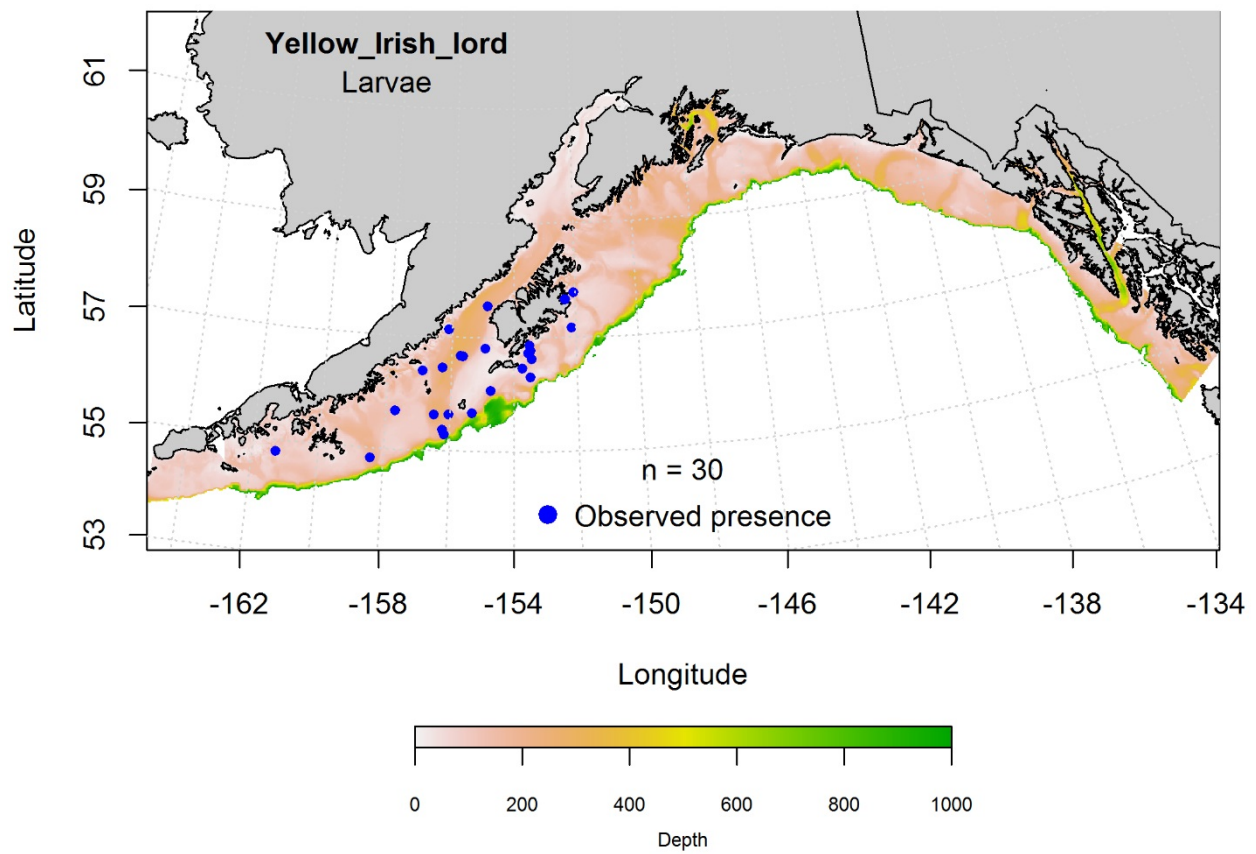 Yellow_Irish_lord
Larvae
61
59
57
55
53
Latitude
n = 30
Observed presence
-162 -158 -154 -150 -146 -142 -138 -134
Longitude
0 200 400 600 800 1000
Depth